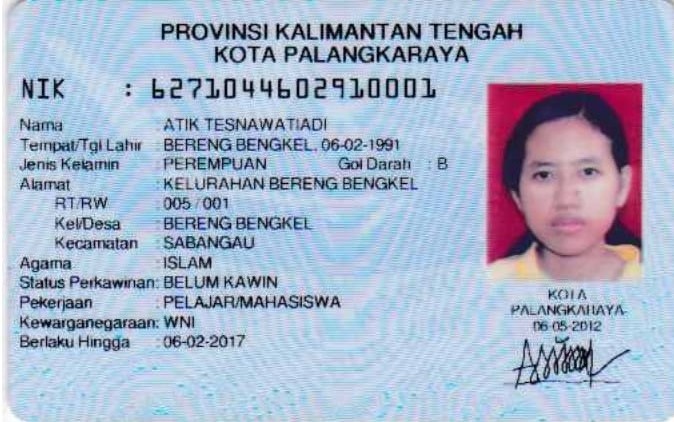 PROVINSI KALIMANTAN TENGAH
KOTA PALANGKARAYA
NIK : 6271044602910001
Nama : ATIK TESNAWATIADI
Tempat/Tgl Lahir : BERENG BENGKEL, 06-02-1991
Jenis Kelamin : PEREMPUAN Gol Darah : B
Alamat : KELURAHAN BERENG BENGKEL
RT/RW : 005 / 001
Kel/Desa : BERENG BENGKEL
Kecamatan : SABANGAU
Agama : ISLAM
Status Perkawinan: BELUM KAWIN
Pekerjaan : PELAJAR/MAHASISWA
Kewarganegaraan: WNI
Berlaku Hingga : 06-02-2017
KOTA
PALANGKARAYA
06-05-2012